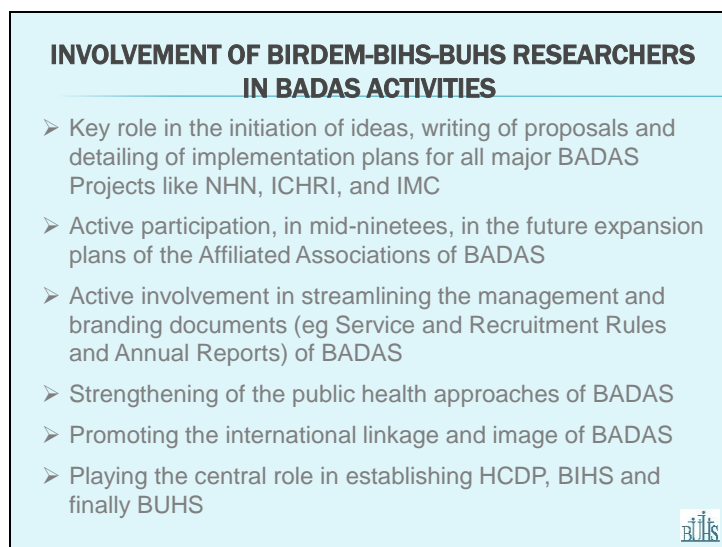 INVOLVEMENT OF BIRDEM-BIHS-BUHS RESEARCHERS
IN BADAS ACTIVITIES
➢ Key role in the initiation of ideas, writing of proposals and
detailing of implementation plans for all major BADAS
Projects like NHN, ICHRI, and IMC
➢ Active participation, in mid-ninetees, in the future expansion
plans of the Affiliated Associations of BADAS
➢ Active involvement in streamlining the management and
branding documents (eg Service and Recruitment Rules
and Annual Reports) of BADAS
➢ Strengthening of the public health approaches of BADAS
➢ Promoting the international linkage and image of BADAS
➢ Playing the central role in establishing HCDP, BIHS and
finally BUHS
BUHS